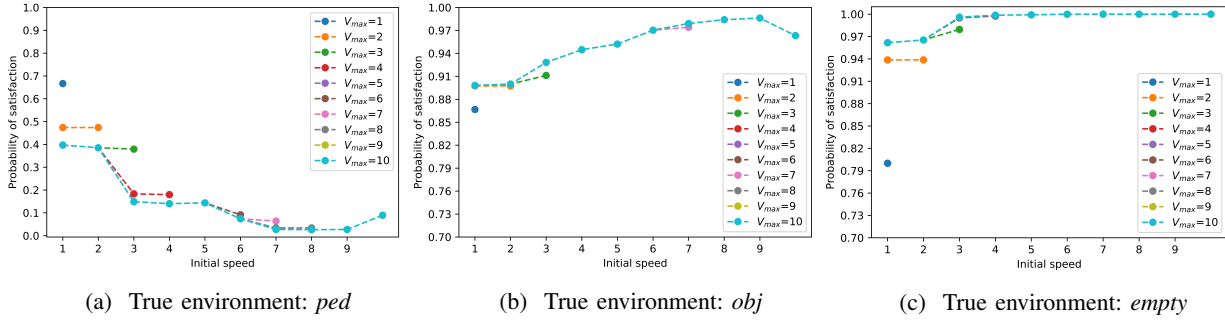 1.0
0.9
0.8
0.7
0.6
0.5
0.4
0.3
0.2
0.1
0.0
Probability of satisfaction
1 2 3 4 5 6 7 8 9
Initial speed
V_max=1
V_max=2
V_max=3
V_max=4
V_max=5
V_max=6
V_max=7
V_max=8
V_max=9
V_max=10
(a) True environment: ped
1.00
0.97
0.94
0.91
0.88
0.85
0.82
0.79
0.76
0.73
0.70
Probability of satisfaction
1 2 3 4 5 6 7 8 9
Initial speed
V_max=1
V_max=2
V_max=3
V_max=4
V_max=5
V_max=6
V_max=7
V_max=8
V_max=9
V_max=10
(b) True environment: obj
1.00
0.97
0.94
0.91
0.88
0.85
0.82
0.79
0.76
0.73
0.70
Probability of satisfaction
1 2 3 4 5 6 7 8 9
Initial speed
V_max=1
V_max=2
V_max=3
V_max=4
V_max=5
V_max=6
V_max=7
V_max=8
V_max=9
V_max=10
(c) True environment: empty